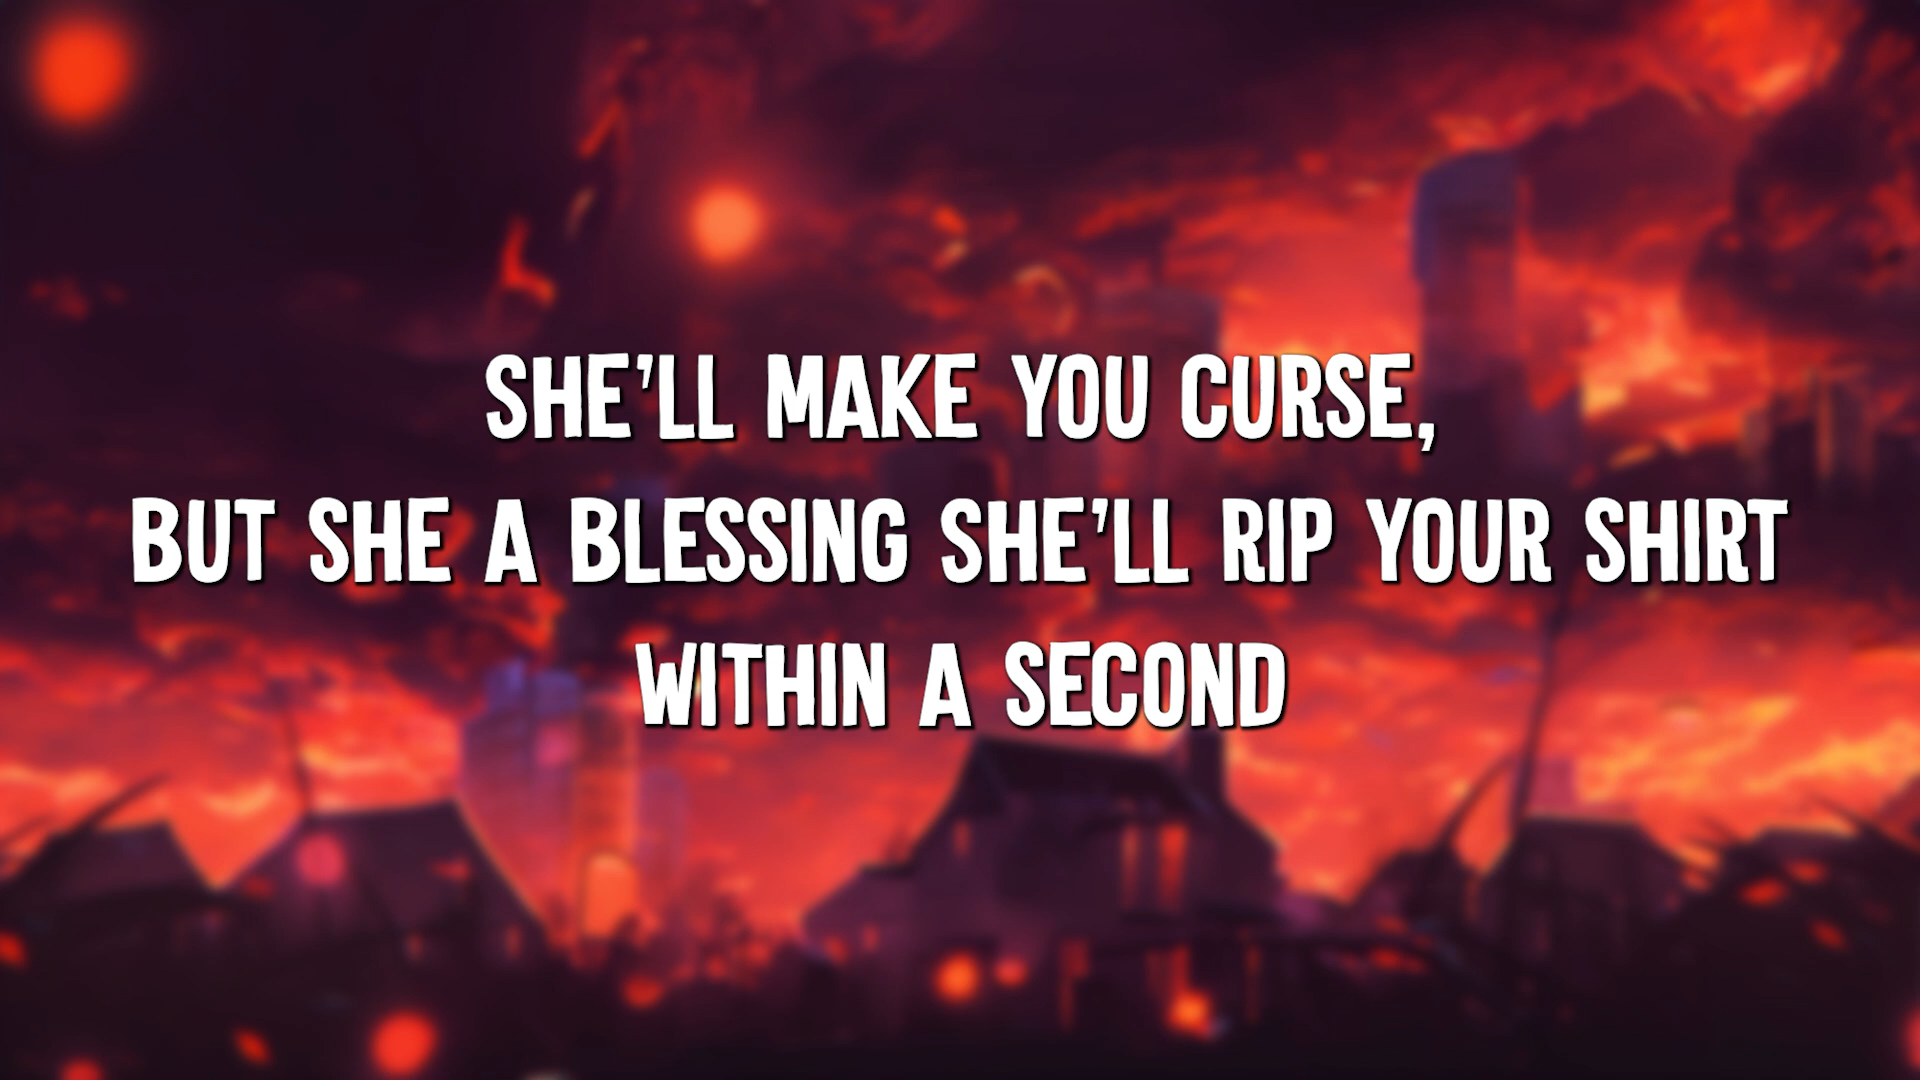 SHE'LL MAKE YOU CURSE,
BUT SHE A BLESSING SHE'LL RIP YOUR SHIRT
WITHIN A SECOND